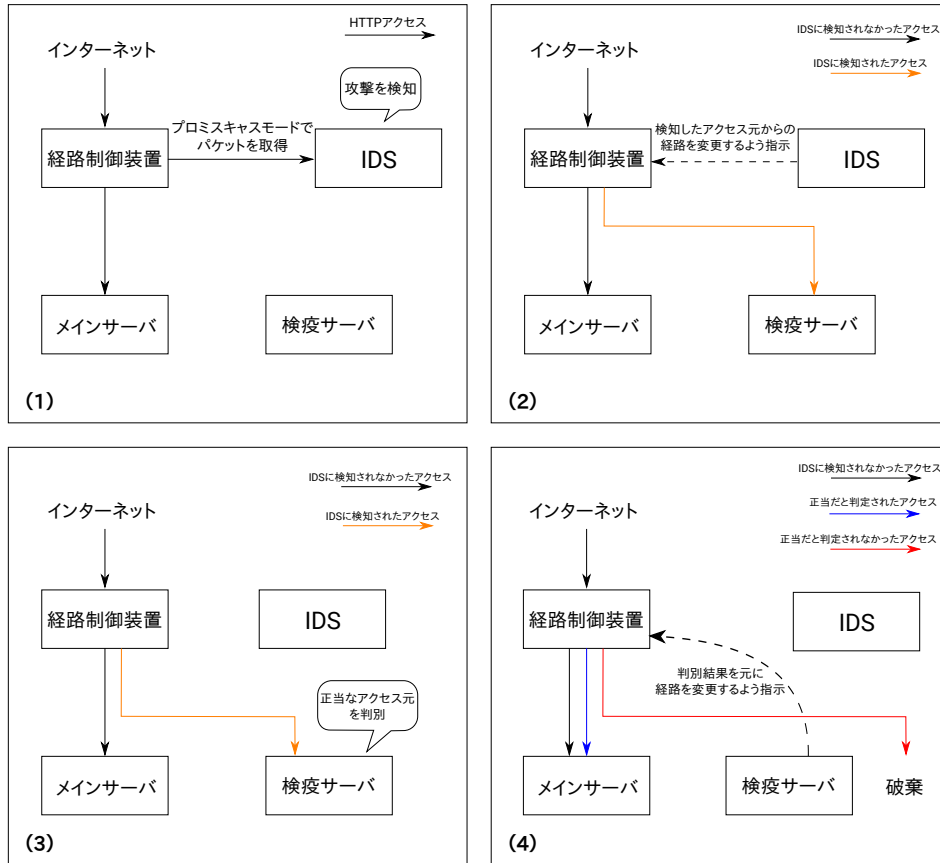 HTTPアクセス
インターネット
攻撃を検知
プロミスキャスモードで
パケットを取得
経路制御装置
IDS
メインサーバ
検疫サーバ
(1)
IDSに検知されなかったアクセス
インターネット
IDSに検知されたアクセス
検知したアクセス元からの
経路を変更するよう指示
経路制御装置
IDS
メインサーバ
検疫サーバ
(2)
IDSに検知されなかったアクセス
インターネット
IDSに検知されたアクセス
経路制御装置
IDS
正当なアクセス元
を判別
メインサーバ
検疫サーバ
(3)
IDSに検知されなかったアクセス
正当だと判定されたアクセス
インターネット
正当だと判定されなかったアクセス
経路制御装置
IDS
判別結果を元に
経路を変更するよう指示
メインサーバ
検疫サーバ
破棄
(4)